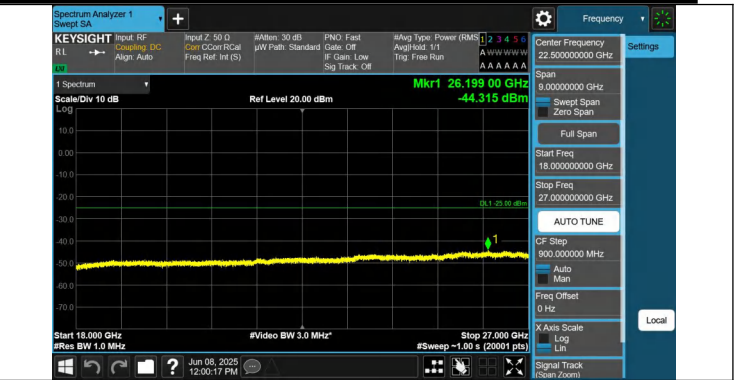 Spectrum Analyzer 1
Swept SA
Frequency
KEYSIGHT
RL
Input: RF
Coupling: DC
Align: Auto
Input Z: 50 Ω
Corr CCorr RCal
Freq Ref: Int (S)
#Atten: 30 dB
µW Path: Standard
PNO: Fast
Gate: Off
IF Gain: Low
Sig Track: Off
#Avg Type: Power (RMS
Avg|Hold: 1/1
Trig: Free Run
1 2 3 4 5 6
A W W W W W
A A A A A A
LXI
1 Spectrum
Scale/Div 10 dB
Log
Ref Level 20.00 dBm
Mkr1 26.199 00 GHz
-44.315 dBm
10.0
0.00
-10.0
-20.0
DL1 -25.00 dBm
-30.0
-40.0
1
-50.0
-60.0
-70.0
Start 18.000 GHz
#Res BW 1.0 MHz
#Video BW 3.0 MHz*
Stop 27.000 GHz
#Sweep ~1.00 s (20001 pts)
Jun 08, 2025
12:00:17 PM
Center Frequency
22.500000000 GHz
Settings
Span
9.00000000 GHz
Swept Span
Zero Span
Full Span
Start Freq
18.000000000 GHz
Stop Freq
27.000000000 GHz
AUTO TUNE
CF Step
900.000000 MHz
Auto
Man
Freq Offset
0 Hz
X Axis Scale
Log
Lin
Local
Signal Track
(Span Zoom)